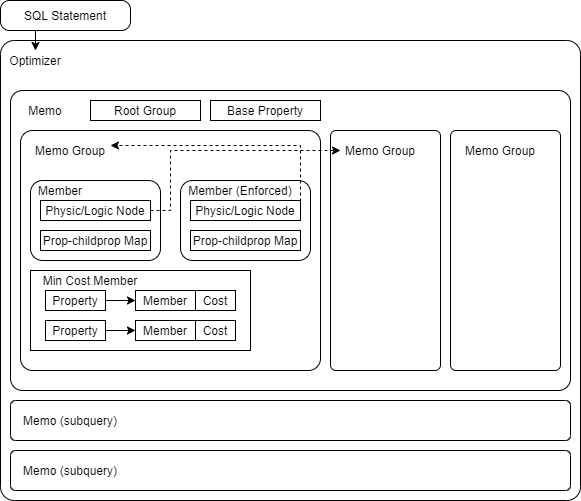 SQL Statement
Optimizer
Memo
Root Group
Base Property
Memo Group
Memo Group
Memo Group
Member
Member (Enforced)
Physic/Logic Node
Physic/Logic Node
Prop-childprop Map
Prop-childprop Map
Min Cost Member
Property
Member
Cost
Property
Member
Cost
Memo (subquery)
Memo (subquery)